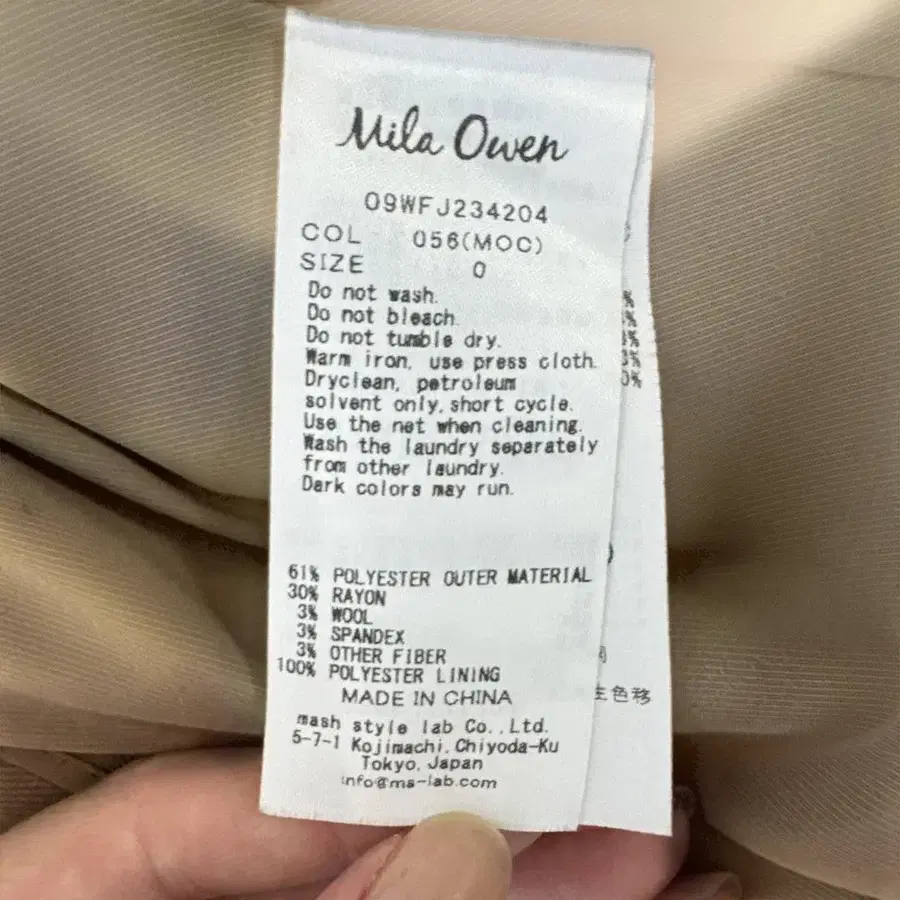 Mila Owen
09WFJ234204
COL 056(MOC)
SIZE 0
Do not wash.
Do not bleach.
Do not tumble dry.
Warm iron, use press cloth.
Dryclean, petroleum
solvent only, short cycle.
Use the net when cleaning.
Wash the laundry separately
from other laundry.
Dark colors may run.
61% POLYESTER OUTER MATERIAL
30% RAYON
3% WOOL
3% SPANDEX
3% OTHER FIBER
100% POLYESTER LINING
MADE IN CHINA
mash style lab Co.,Ltd.
5-7-1 Kojimachi, Chiyoda-Ku
Tokyo, Japan
info@ms-lab.com
色移